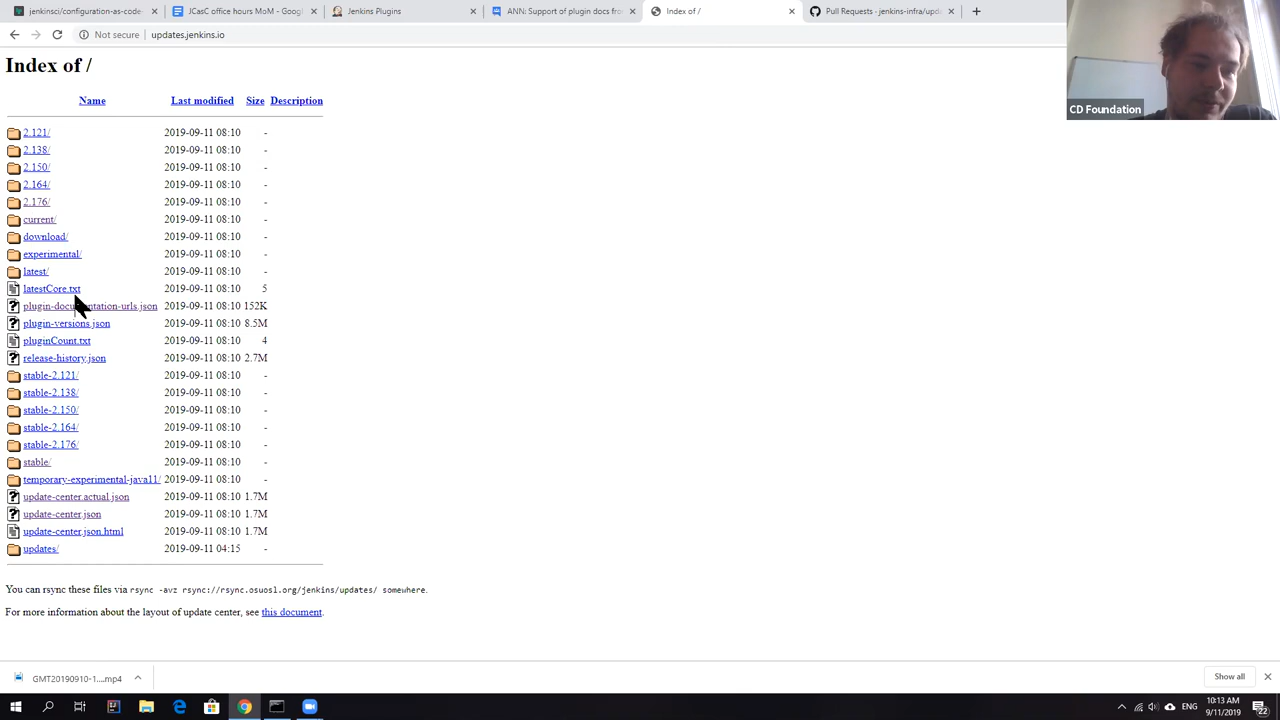 jenkinsci/configuration-as-code-
JCasC office hours MoM - Googl
Jenkins Plugins
ANN: Support of plugin docs fro
Index of /
Pull Requests - jenkins-infra/upd
Not secure
updates.jenkins.io
Index of /
CD Foundation
Name Last modified Size Description
2.121/ 2019-09-11 08:10 -
2.138/ 2019-09-11 08:10 -
2.150/ 2019-09-11 08:10 -
2.164/ 2019-09-11 08:10 -
2.176/ 2019-09-11 08:10 -
current/ 2019-09-11 08:10 -
download/ 2019-09-11 08:10 -
experimental/ 2019-09-11 08:10 -
latest/ 2019-09-11 08:10 -
latestCore.txt 2019-09-11 08:10 5
plugin-documentation-urls.json 2019-09-11 08:10 152K
plugin-versions.json 2019-09-11 08:10 8.5M
pluginCount.txt 2019-09-11 08:10 4
release-history.json 2019-09-11 08:10 2.7M
stable-2.121/ 2019-09-11 08:10 -
stable-2.138/ 2019-09-11 08:10 -
stable-2.150/ 2019-09-11 08:10 -
stable-2.164/ 2019-09-11 08:10 -
stable-2.176/ 2019-09-11 08:10 -
stable/ 2019-09-11 08:10 -
temporary-experimental-java11/ 2019-09-11 08:10 -
update-center.actual.json 2019-09-11 08:10 1.7M
update-center.json 2019-09-11 08:10 1.7M
update-center.json.html 2019-09-11 08:10 1.7M
updates/ 2019-09-11 04:15 -
You can rsync these files via rsync -avz rsync://rsync.osuosl.org/jenkins/updates/ somewhere.
For more information about the layout of update center, see this document.
GMT20190910-1....mp4
Show all
ENG
10:13 AM
9/11/2019
22